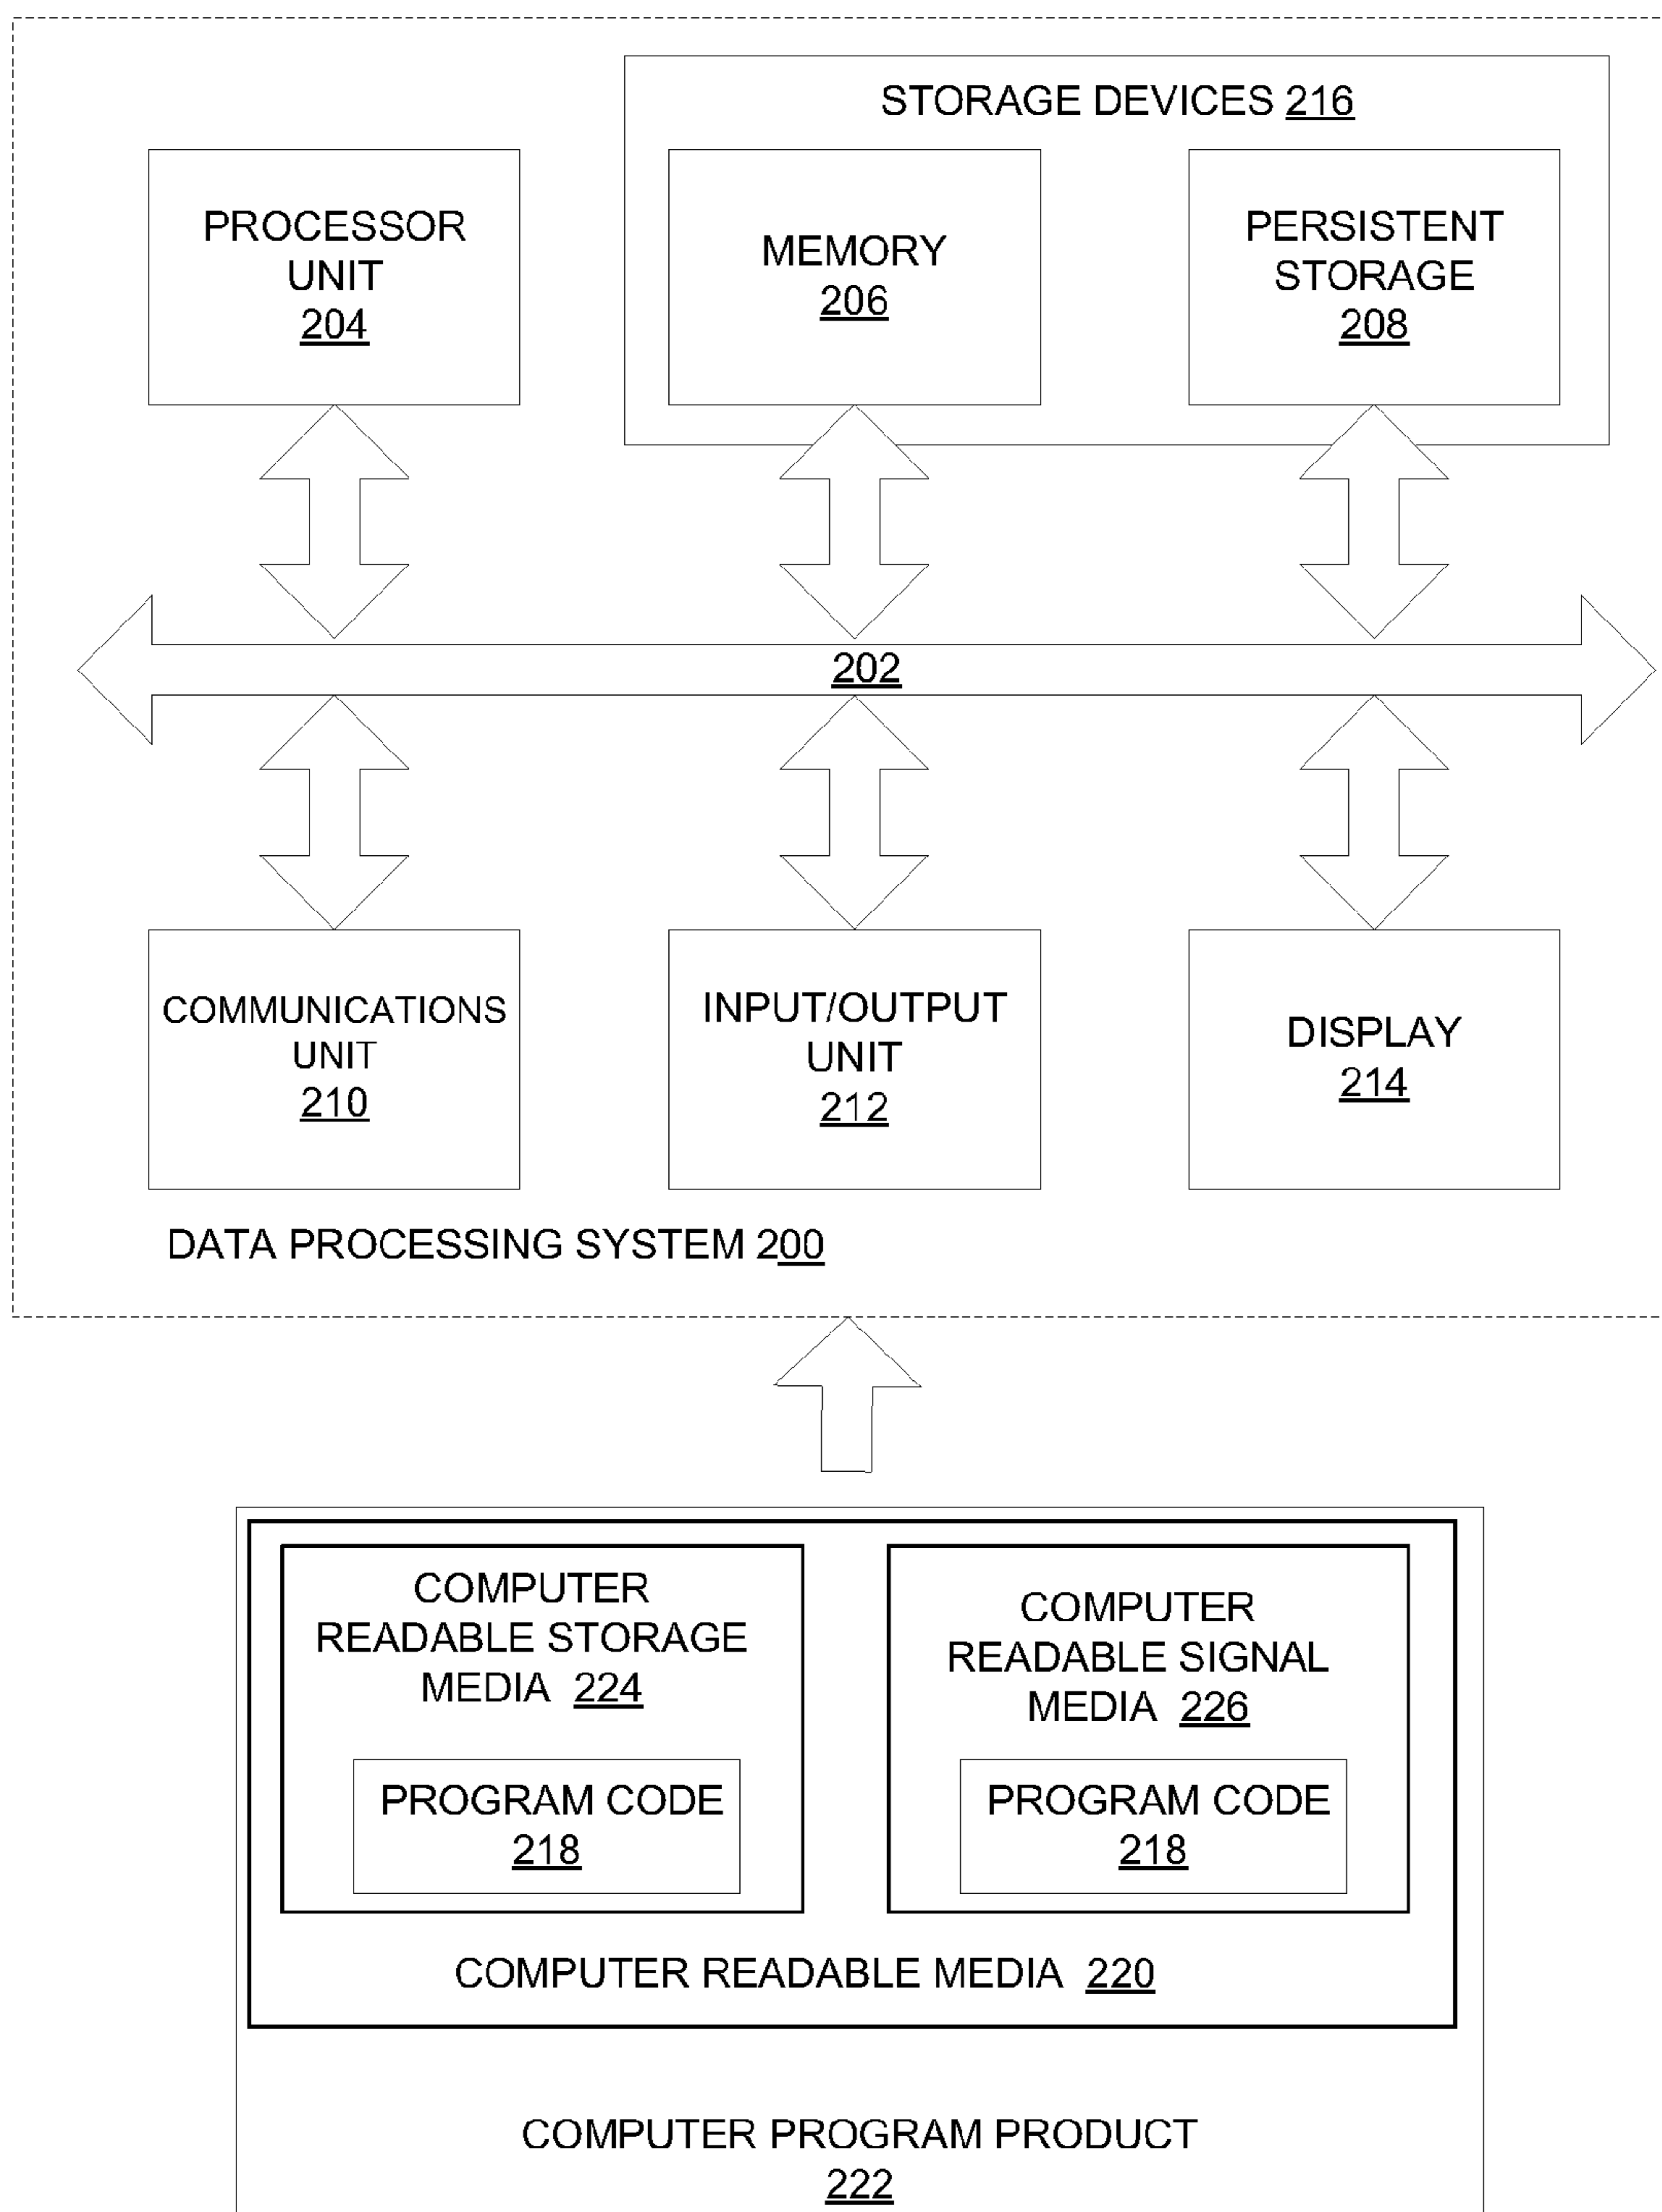 STORAGE DEVICES 216
PROCESSOR
UNIT
204
MEMORY
206
PERSISTENT
STORAGE
208
202
COMMUNICATIONS
UNIT
210
INPUT/OUTPUT
UNIT
212
DISPLAY
214
DATA PROCESSING SYSTEM 200
COMPUTER
READABLE STORAGE
MEDIA 224
PROGRAM CODE
218
COMPUTER
READABLE SIGNAL
MEDIA 226
PROGRAM CODE
218
COMPUTER READABLE MEDIA 220
COMPUTER PROGRAM PRODUCT
222